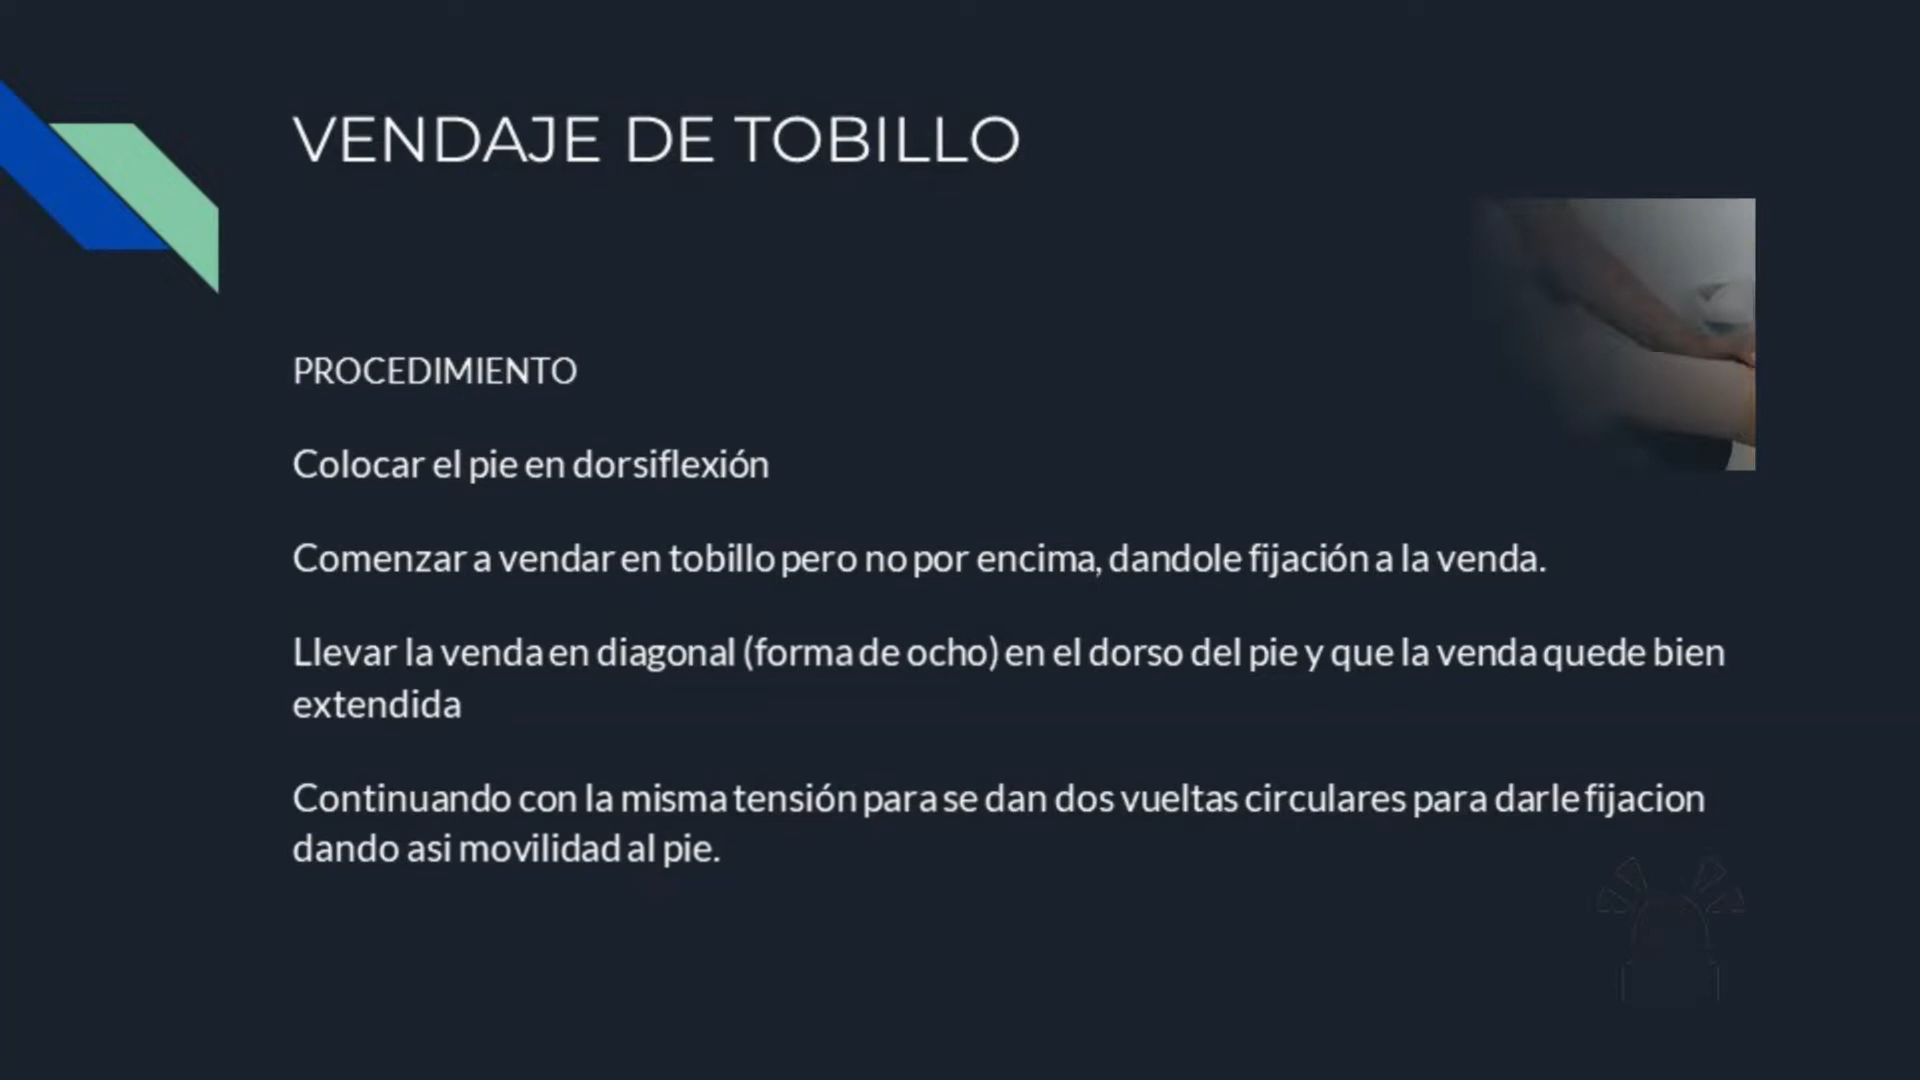 VENDAJE DE TOBILLO
PROCEDIMIENTO
Colocar el pie en dorsiflexión
Comenzar a vendar en tobillo pero no por encima, dandole fijación a la venda.
Llevar la venda en diagonal (forma de ocho) en el dorso del pie y que la venda quede bien
extendida
Continuando con la misma tensión para se dan dos vueltas circulares para darle fijacion
dando asi movilidad al pie.